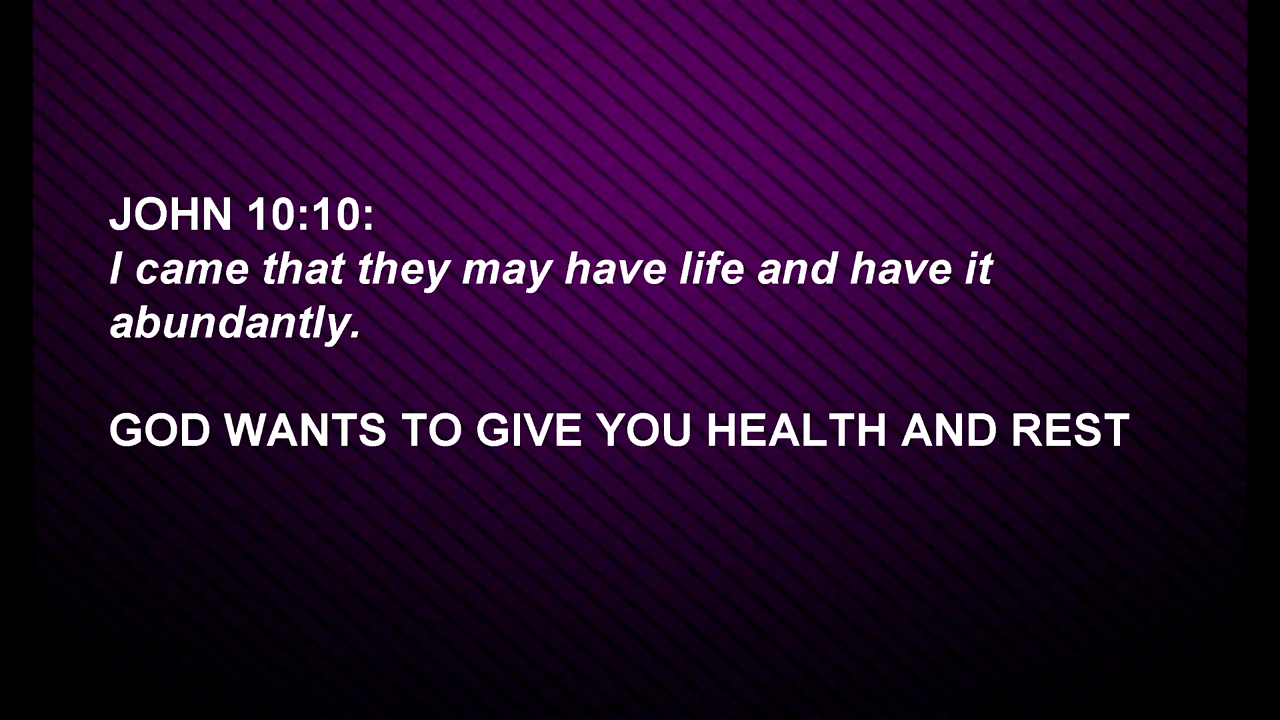 JOHN 10:10:
I came that they may have life and have it
abundantly.
GOD WANTS TO GIVE YOU HEALTH AND REST